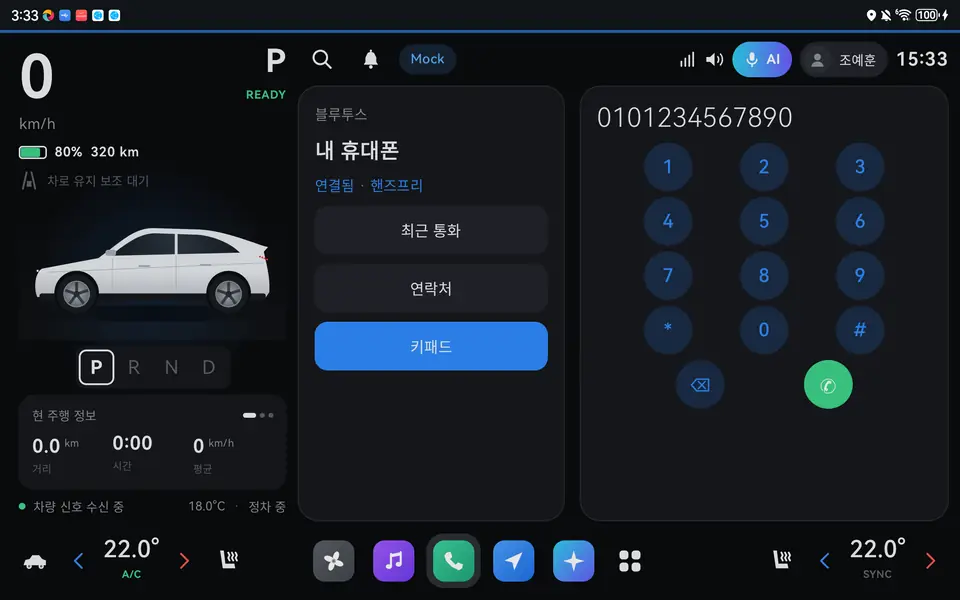 3:33
100
0
P
READY
km/h
80% 320 km
차로 유지 보조 대기
P R N D
현 주행 정보
0.0 km
거리
0:00
시간
0 km/h
평균
차량 신호 수신 중
18.0°C · 정차 중
Mock
AI
조예훈
15:33
블루투스
내 휴대폰
연결됨 · 핸즈프리
최근 통화
연락처
키패드
0101234567890
1 2 3
4 5 6
7 8 9
* 0 #
22.0°
A/C
22.0°
SYNC